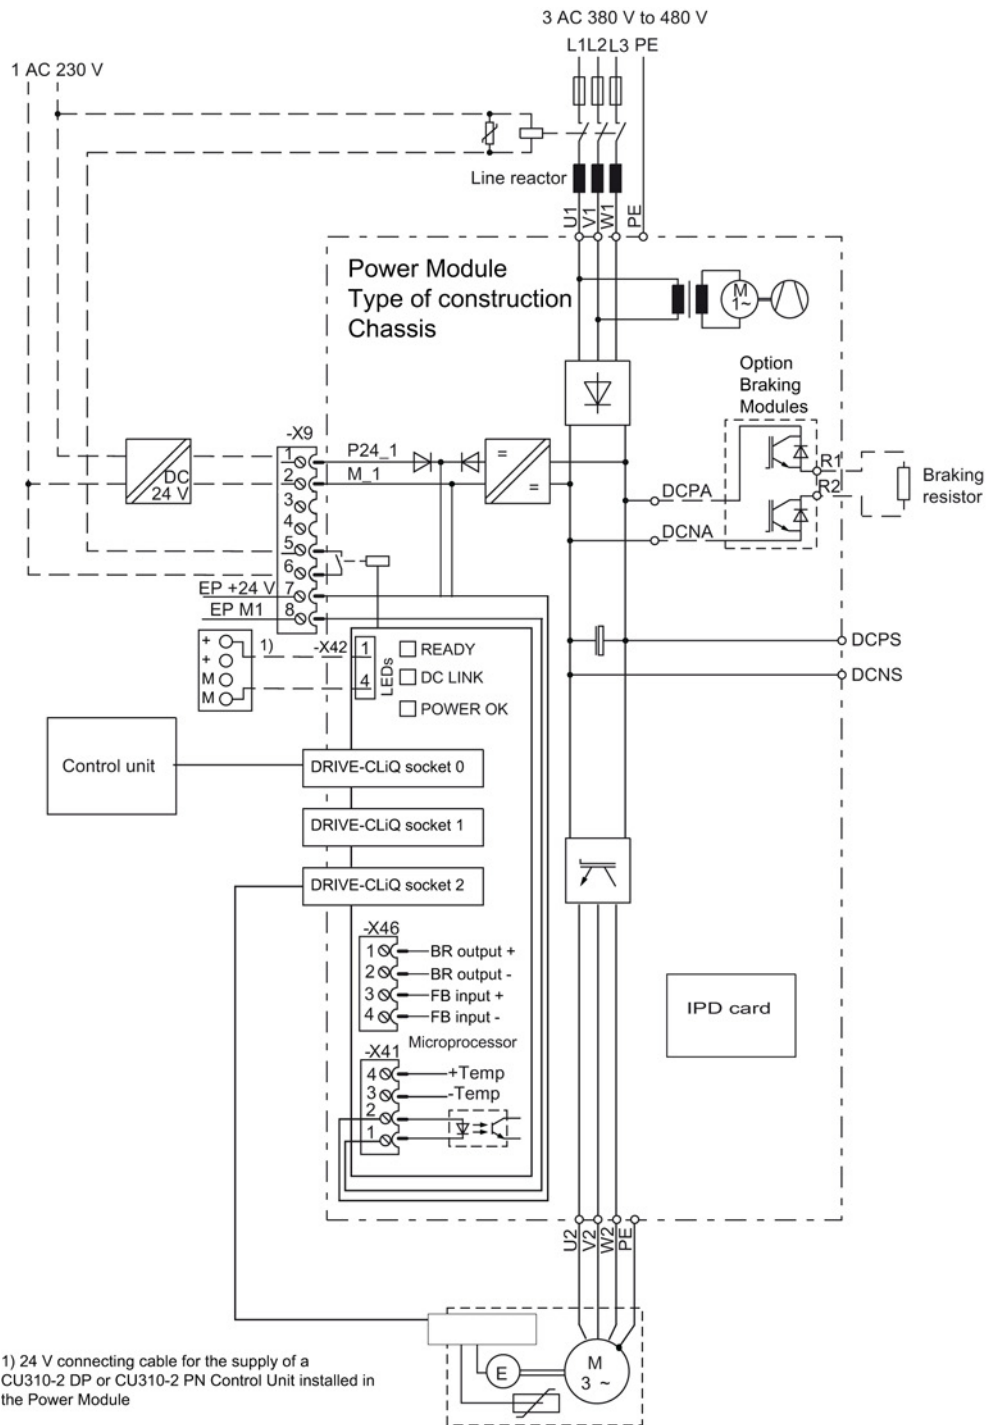 3 AC 380 V to 480 V
L1 L2 L3 PE
1 AC 230 V
Line reactor
U1
V1
W1
PE
Power Module
Type of construction
Chassis
M
1~
Option
Braking
Modules
-X9
1
2
3
4
5
6
7
8
P24_1
M_1
=
=
DC
24 V
DCPA
DCNA
R1
R2
Braking
resistor
EP +24 V
EP M1
+
+
M
M
1)
-X42
1
4
LEDs
READY
DC LINK
POWER OK
DCPS
DCNS
Control unit
DRIVE-CLiQ socket 0
DRIVE-CLiQ socket 1
DRIVE-CLiQ socket 2
-X46
1 BR output +
2 BR output -
3 FB input +
4 FB input -
Microprocessor
-X41
4 +Temp
3 -Temp
2
1
IPD card
U2
V2
W2
PE
E
M
3 ~
1) 24 V connecting cable for the supply of a
CU310-2 DP or CU310-2 PN Control Unit installed in
the Power Module